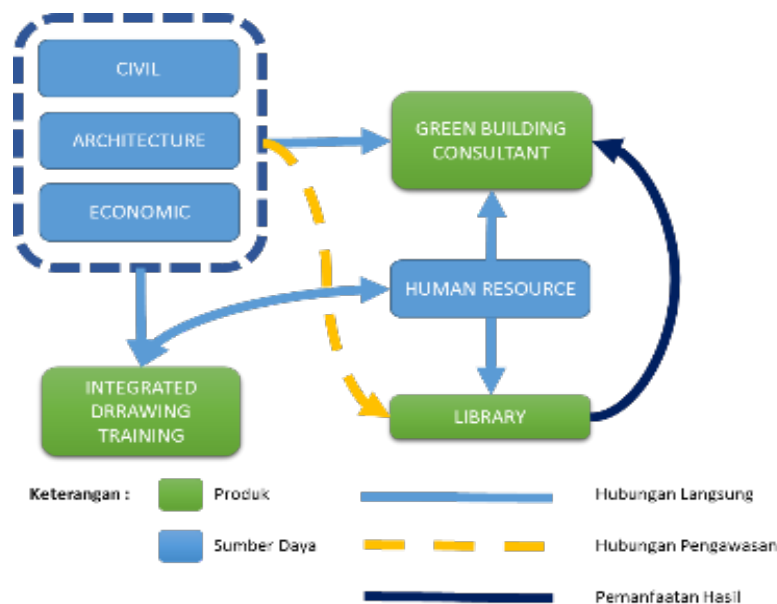 CIVIL
ARCHITECTURE
ECONOMIC
GREEN BUILDING
CONSULTANT
HUMAN RESOURCE
INTEGRATED
DRRAWING
TRAINING
LIBRARY
Keterangan :
Produk
Hubungan Langsung
Sumber Daya
Hubungan Pengawasan
Pemanfaatan Hasil